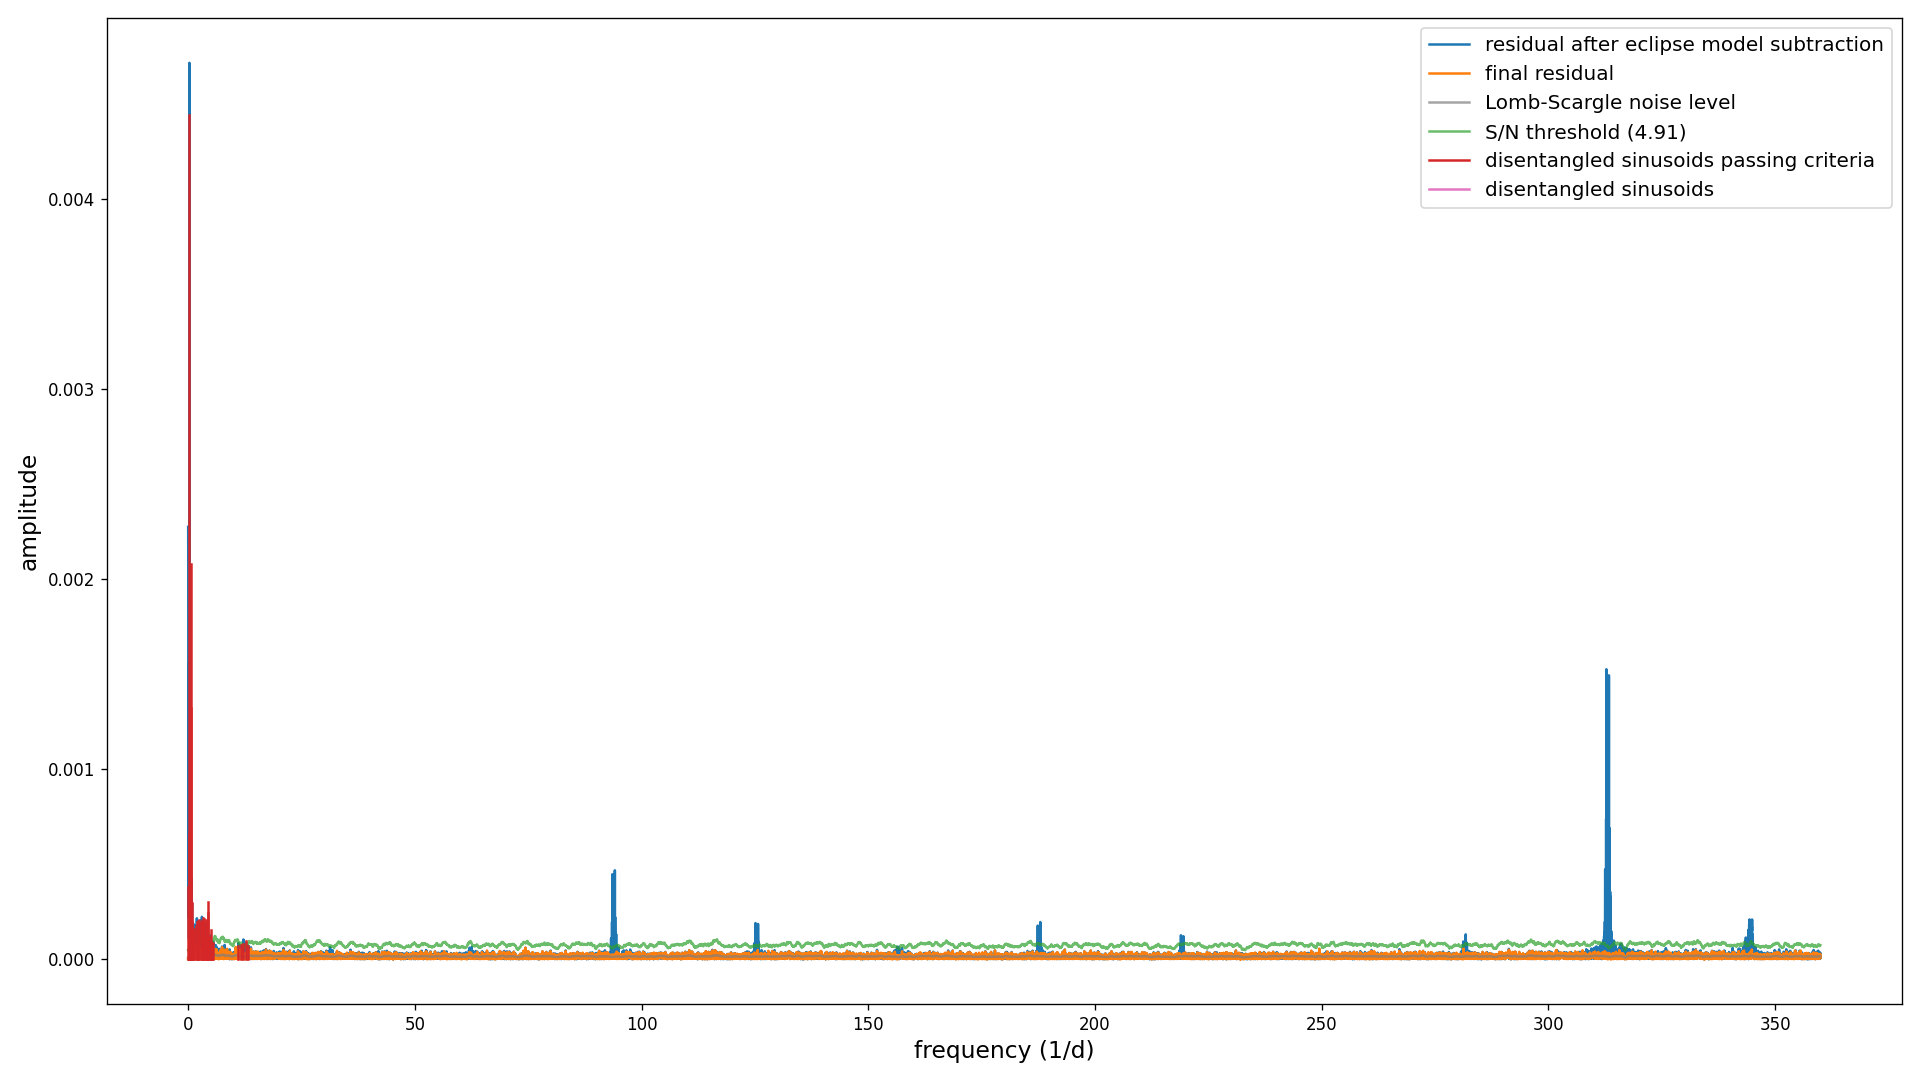 residual after eclipse model subtraction
final residual
Lomb-Scargle noise level
S/N threshold (4.91)
disentangled sinusoids passing criteria
disentangled sinusoids
amplitude
0.004
0.003
0.002
0.001
0.000
0 50 100 150 200 250 300 350
frequency (1/d)